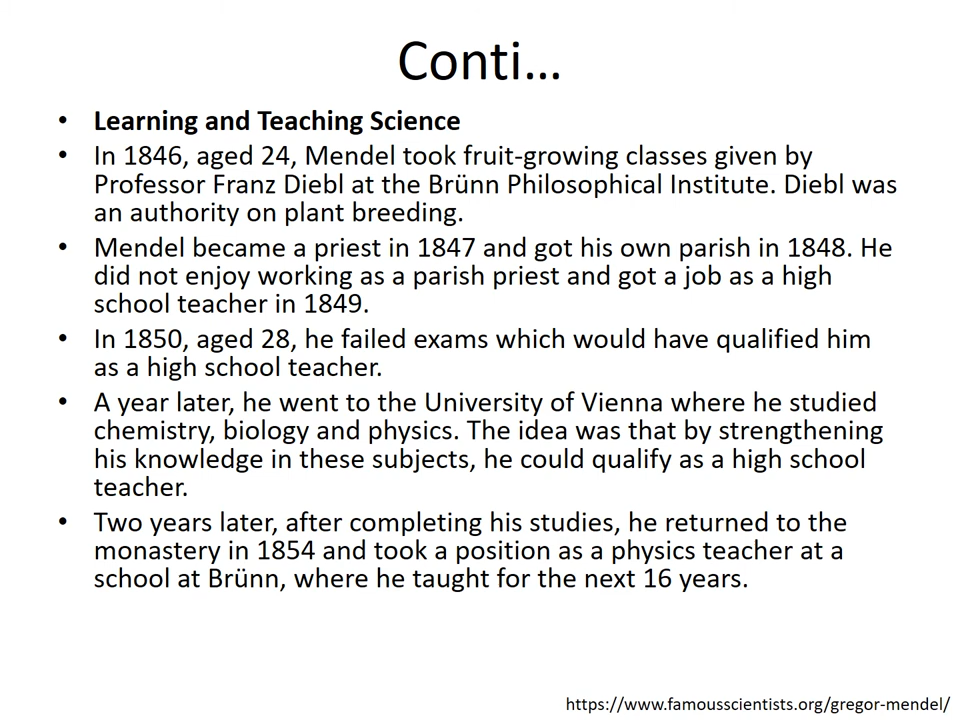 Conti…
• Learning and Teaching Science
• In 1846, aged 24, Mendel took fruit-growing classes given by
Professor Franz Diebl at the Brünn Philosophical Institute. Diebl was
an authority on plant breeding.
• Mendel became a priest in 1847 and got his own parish in 1848. He
did not enjoy working as a parish priest and got a job as a high
school teacher in 1849.
• In 1850, aged 28, he failed exams which would have qualified him
as a high school teacher.
• A year later, he went to the University of Vienna where he studied
chemistry, biology and physics. The idea was that by strengthening
his knowledge in these subjects, he could qualify as a high school
teacher.
• Two years later, after completing his studies, he returned to the
monastery in 1854 and took a position as a physics teacher at a
school at Brünn, where he taught for the next 16 years.
https://www.famousscientists.org/gregor-mendel/